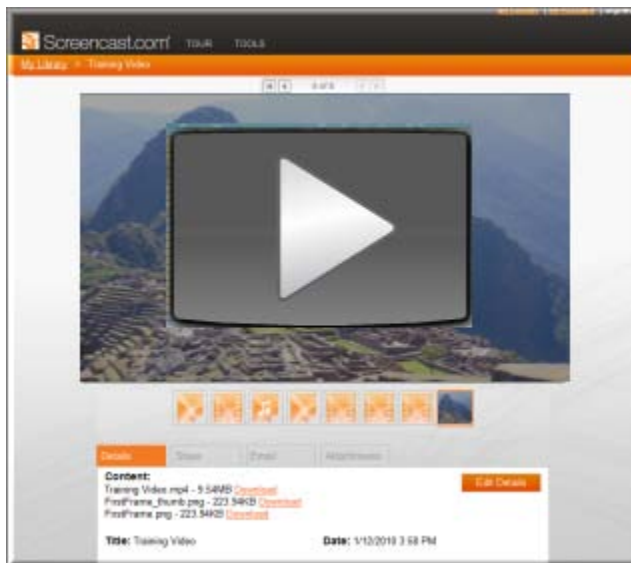 Screencast.com TOUR TOOLS
My Library > Training Video
Details Share Email Attachments
Content:
Training Video.mp4 - 9.54MB Download
FirstFrame_thumb.png - 223.94KB Download
FirstFrame.png - 223.94KB Download
Edit Details
Title: Training Video Date: 1/12/2010 3:58 PM